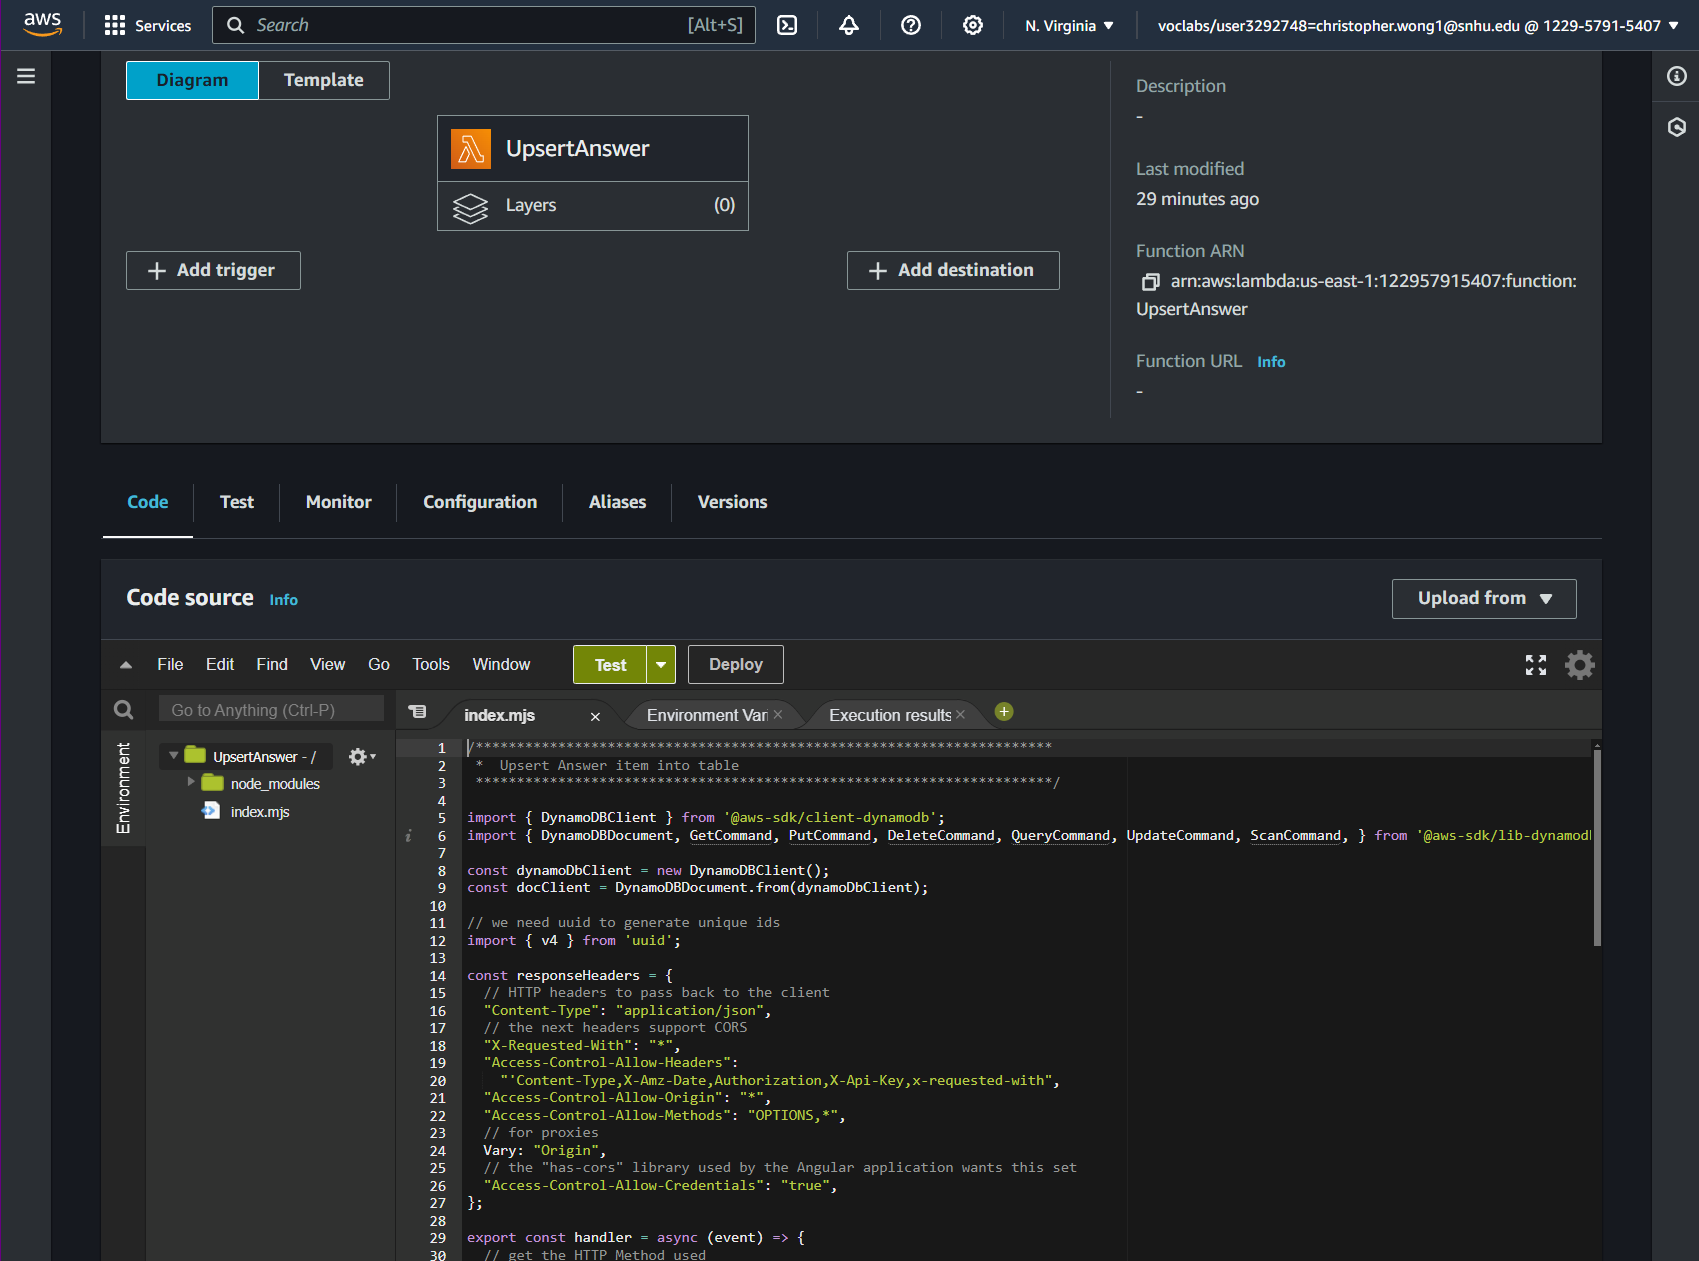 aws
Services
Search [Alt+S]
N. Virginia
voclabs/user3292748=christopher.wong1@snhu.edu @ 1229-5791-5407
Diagram
Template
UpsertAnswer
Layers (0)
+ Add trigger
+ Add destination
Description
-
Last modified
29 minutes ago
Function ARN
arn:aws:lambda:us-east-1:122957915407:function:
UpsertAnswer
Function URL Info
-
Code
Test
Monitor
Configuration
Aliases
Versions
Code source Info
Upload from
File Edit Find View Go Tools Window
Test
Deploy
Go to Anything (Ctrl-P)
index.mjs
Environment Vari
Execution results
Environment
UpsertAnswer - /
node_modules
index.mjs
1 /**********************************************************************
2 * Upsert Answer item into table
3 **********************************************************************/
4
5 import { DynamoDBClient } from '@aws-sdk/client-dynamodb';
6 import { DynamoDBDocument, GetCommand, PutCommand, DeleteCommand, QueryCommand, UpdateCommand, ScanCommand, } from '@aws-sdk/lib-dynamodb
7
8 const dynamoDbClient = new DynamoDBClient();
9 const docClient = DynamoDBDocument.from(dynamoDbClient);
10
11 // we need uuid to generate unique ids
12 import { v4 } from 'uuid';
13
14 const responseHeaders = {
15 // HTTP headers to pass back to the client
16 "Content-Type": "application/json",
17 // the next headers support CORS
18 "X-Requested-With": "*",
19 "Access-Control-Allow-Headers":
20 "'Content-Type,X-Amz-Date,Authorization,X-Api-Key,x-requested-with",
21 "Access-Control-Allow-Origin": "*",
22 "Access-Control-Allow-Methods": "OPTIONS,*",
23 // for proxies
24 Vary: "Origin",
25 // the "has-cors" library used by the Angular application wants this set
26 "Access-Control-Allow-Credentials": "true",
27 };
28
29 export const handler = async (event) => {
30 // get the HTTP Method used